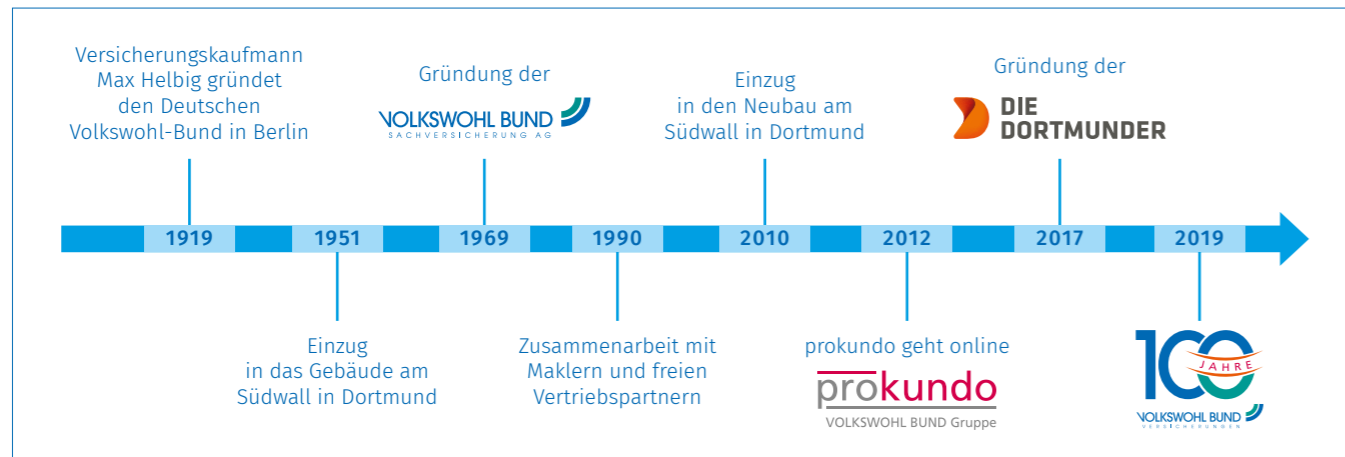 Versicherungskaufmann
Max Helbig gründet
den Deutschen
Volkswohl-Bund in Berlin
Gründung der
VOLKSWOHL BUND
SACHVERSICHERUNG AG
Einzug
in den Neubau am
Südwall in Dortmund
Gründung der
DIE
DORTMUNDER
1919
1951
1969
1990
2010
2012
2017
2019
Einzug
in das Gebäude am
Südwall in Dortmund
Zusammenarbeit mit
Maklern und freien
Vertriebspartnern
prokundo geht online
prokundo
VOLKSWOHL BUND Gruppe
100
JAHRE
VOLKSWOHL BUND
VERSICHERUNGEN